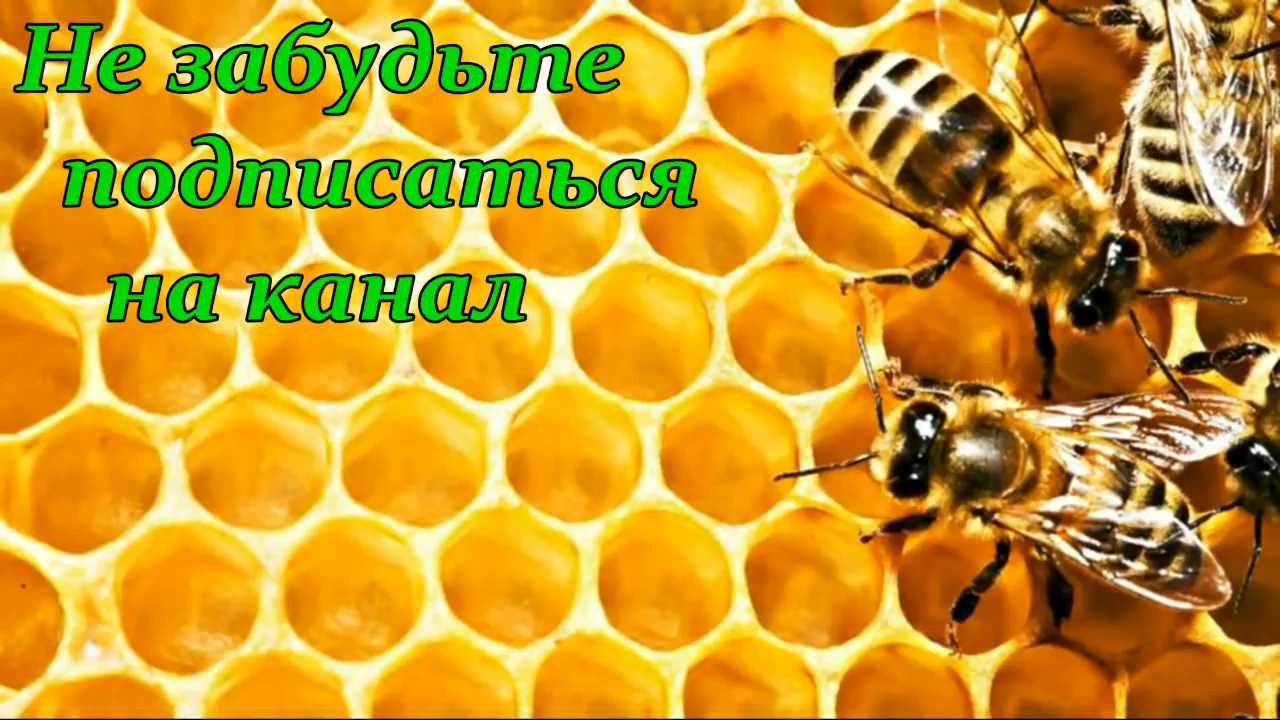 Не забудьте
подписаться
на канал